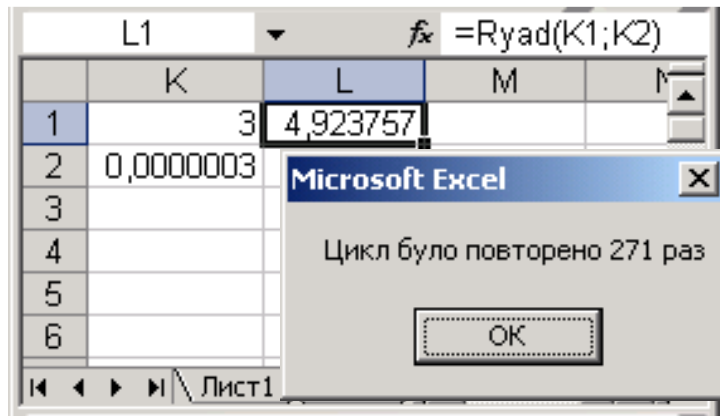 L1 fx =Ryad(K1;K2)
K L M
1 3 4,923757
2 0,0000003
Microsoft Excel
3
Цикл було повторено 271 раз
4
5
OK
6
Лист1